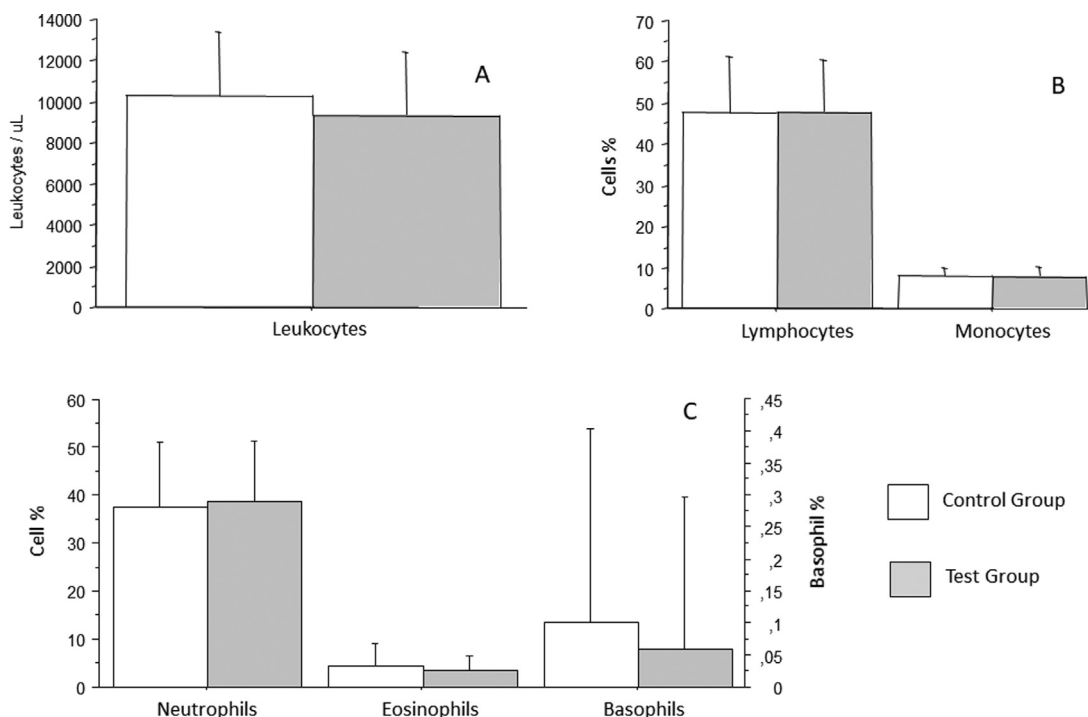 14000
12000
10000
8000
6000
4000
2000
0
Leukocytes / uL
A
Leukocytes
70
60
50
40
30
20
10
0
Cells %
B
Lymphocytes Monocytes
60
50
40
30
20
10
0
Cell %
C
,45
,4
,35
,3
,25
,2
,15
,1
,05
0
Basophil %
Neutrophils Eosinophils Basophils
Control Group
Test Group